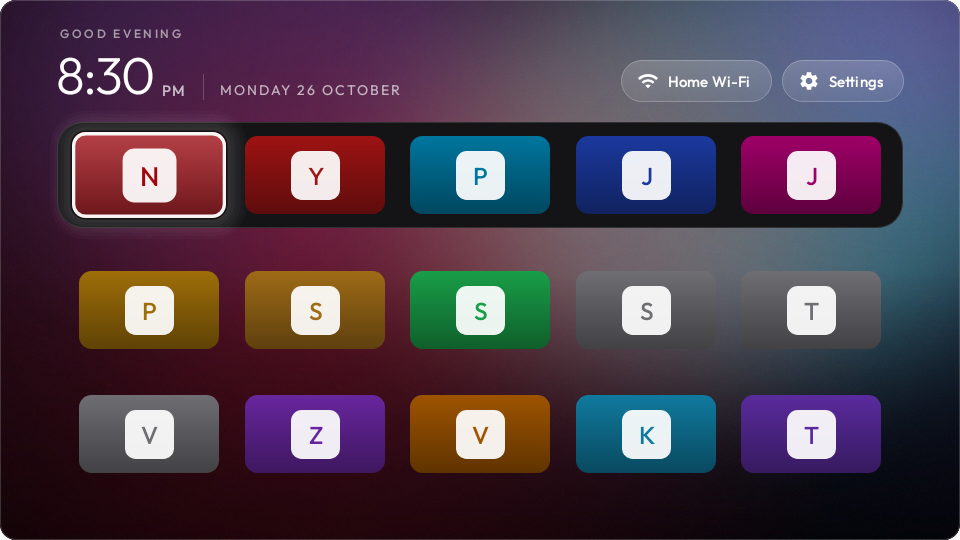 GOOD EVENING
8:30 PM MONDAY 26 OCTOBER
Home Wi-Fi Settings
N Y P J J
P S S S T
V Z V K T